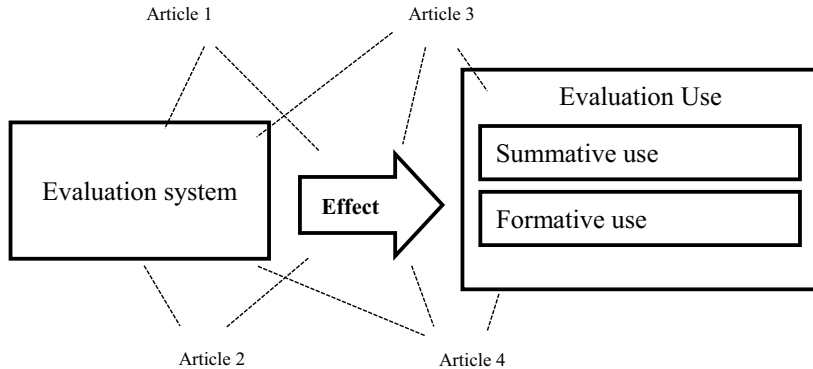 Article 1
Article 3
Evaluation Use
Summative use
Evaluation system
Effect
Formative use
Article 2
Article 4